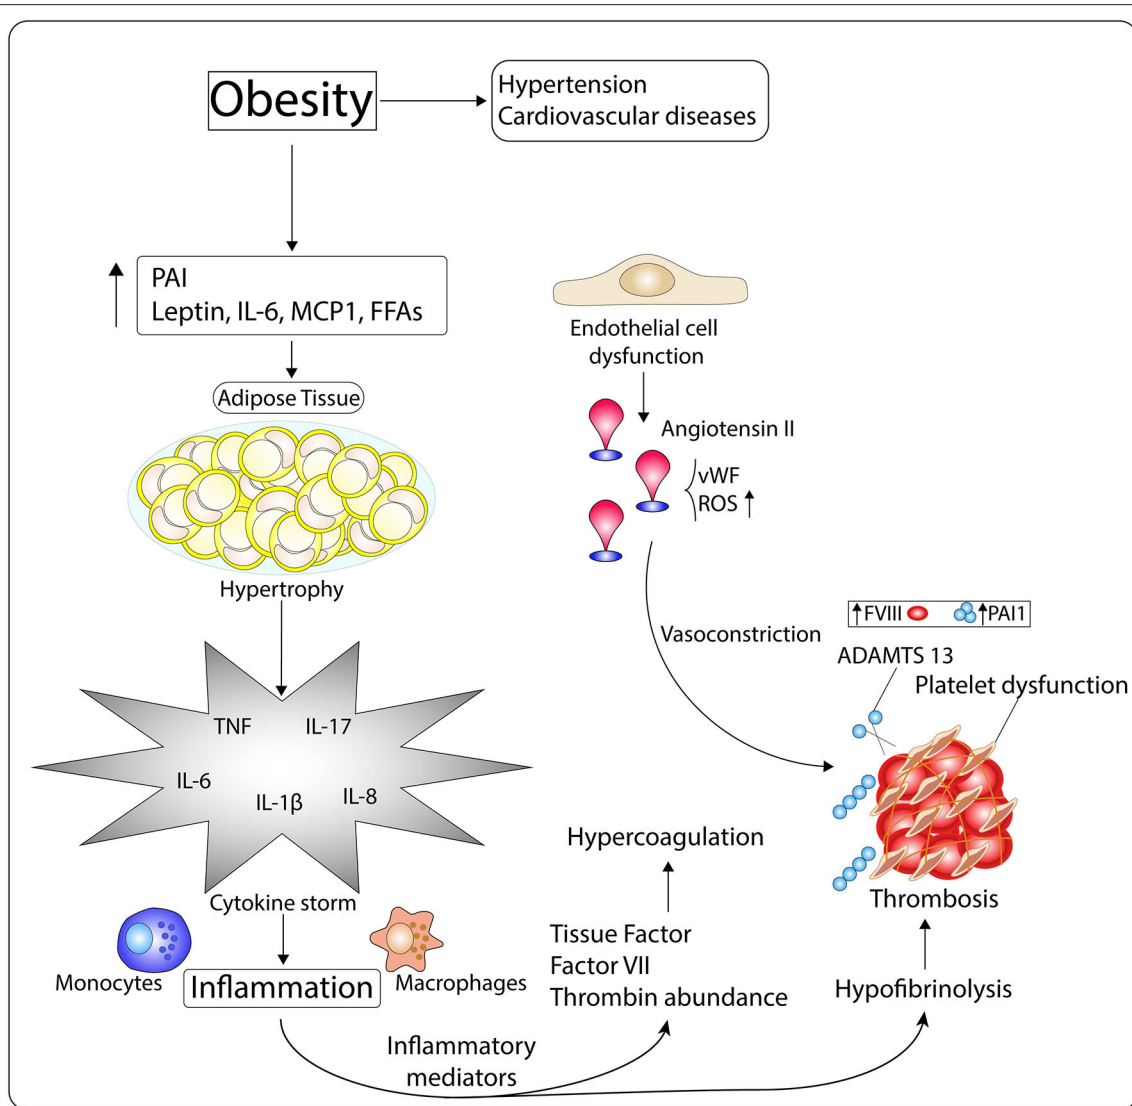 Obesity
Hypertension
Cardiovascular diseases
PAI
Leptin, IL-6, MCP1, FFAs
Adipose Tissue
Hypertrophy
TNF
IL-17
IL-6
IL-1β
IL-8
Cytokine storm
Monocytes
Inflammation
Macrophages
Inflammatory
mediators
Endothelial cell
dysfunction
Angiotensin II
vWF
ROS
Vasoconstriction
Tissue Factor
Factor VII
Thrombin abundance
Hypercoagulation
FVIII
PAI1
ADAMTS 13
Platelet dysfunction
Thrombosis
Hypofibrinolysis